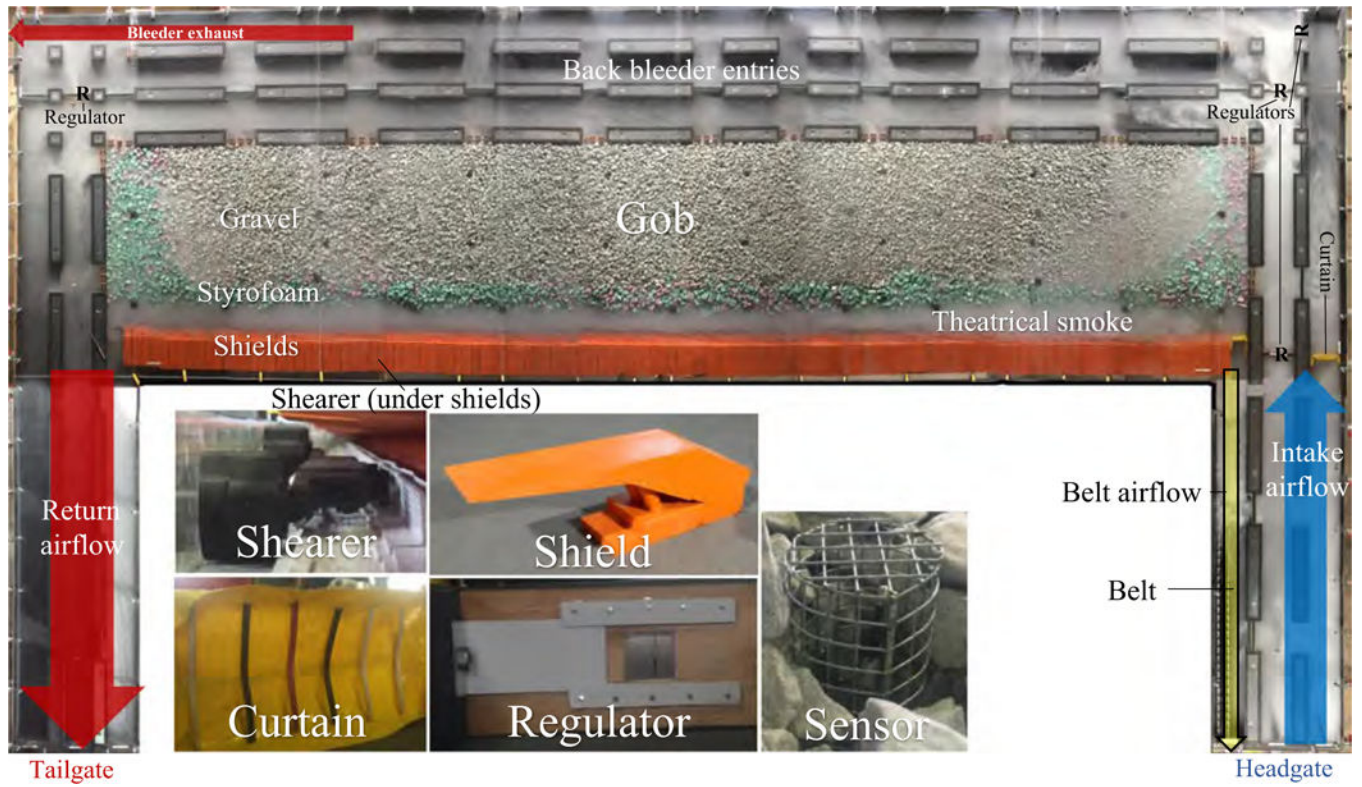 Bleeder exhaust
Back bleeder entries
R
R
R
Regulator
Regulators
Gravel
Gob
Curtain
Styrofoam
Theatrical smoke
Shields
R
Shearer (under shields)
Return
airflow
Intake
airflow
Belt airflow
Belt
Shearer
Shield
Curtain
Regulator
Sensor
Tailgate
Headgate